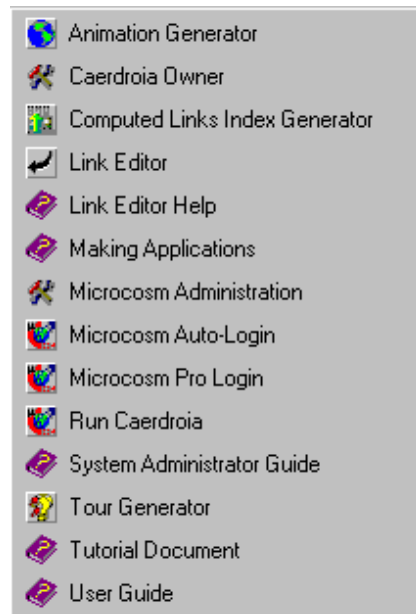 Animation Generator
Caerdroia Owner
Computed Links Index Generator
Link Editor
Link Editor Help
Making Applications
Microcosm Administration
Microcosm Auto-Login
Microcosm Pro Login
Run Caerdroia
System Administrator Guide
Tour Generator
Tutorial Document
User Guide